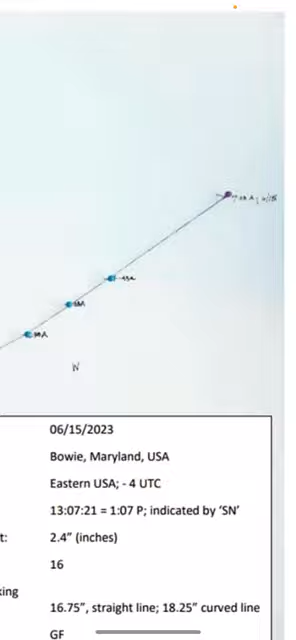 W
06/15/2023
Bowie, Maryland, USA
Eastern USA; - 4 UTC
13:07:21 = 1:07 P; indicated by ‘SN’
t:
2.4” (inches)
16
king
16.75”, straight line; 18.25” curved line
GF